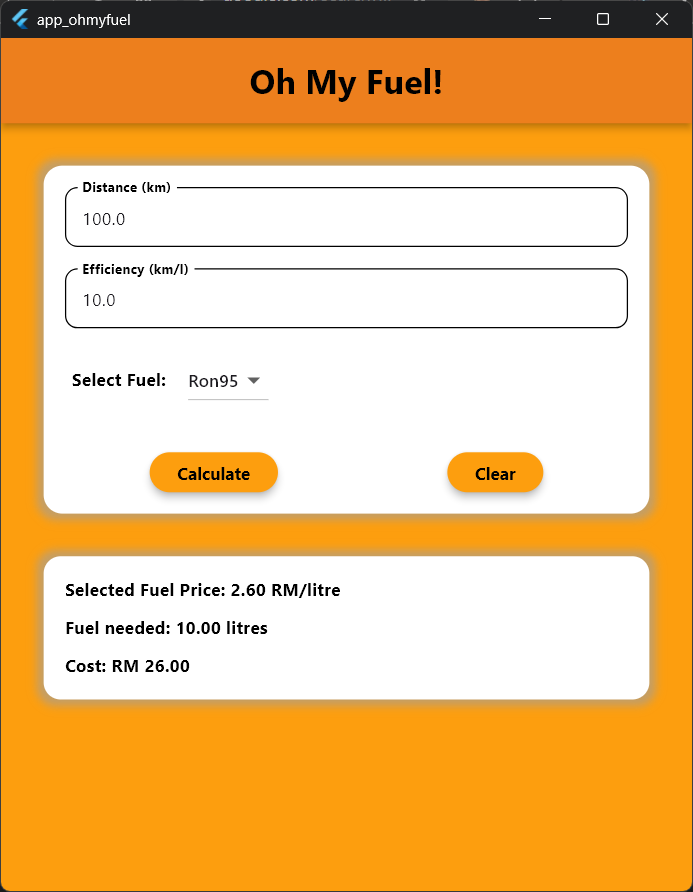 app_ohmyfuel
Oh My Fuel!
Distance (km)
100.0
Efficiency (km/l)
10.0
Select Fuel: Ron95
Calculate Clear
Selected Fuel Price: 2.60 RM/litre
Fuel needed: 10.00 litres
Cost: RM 26.00